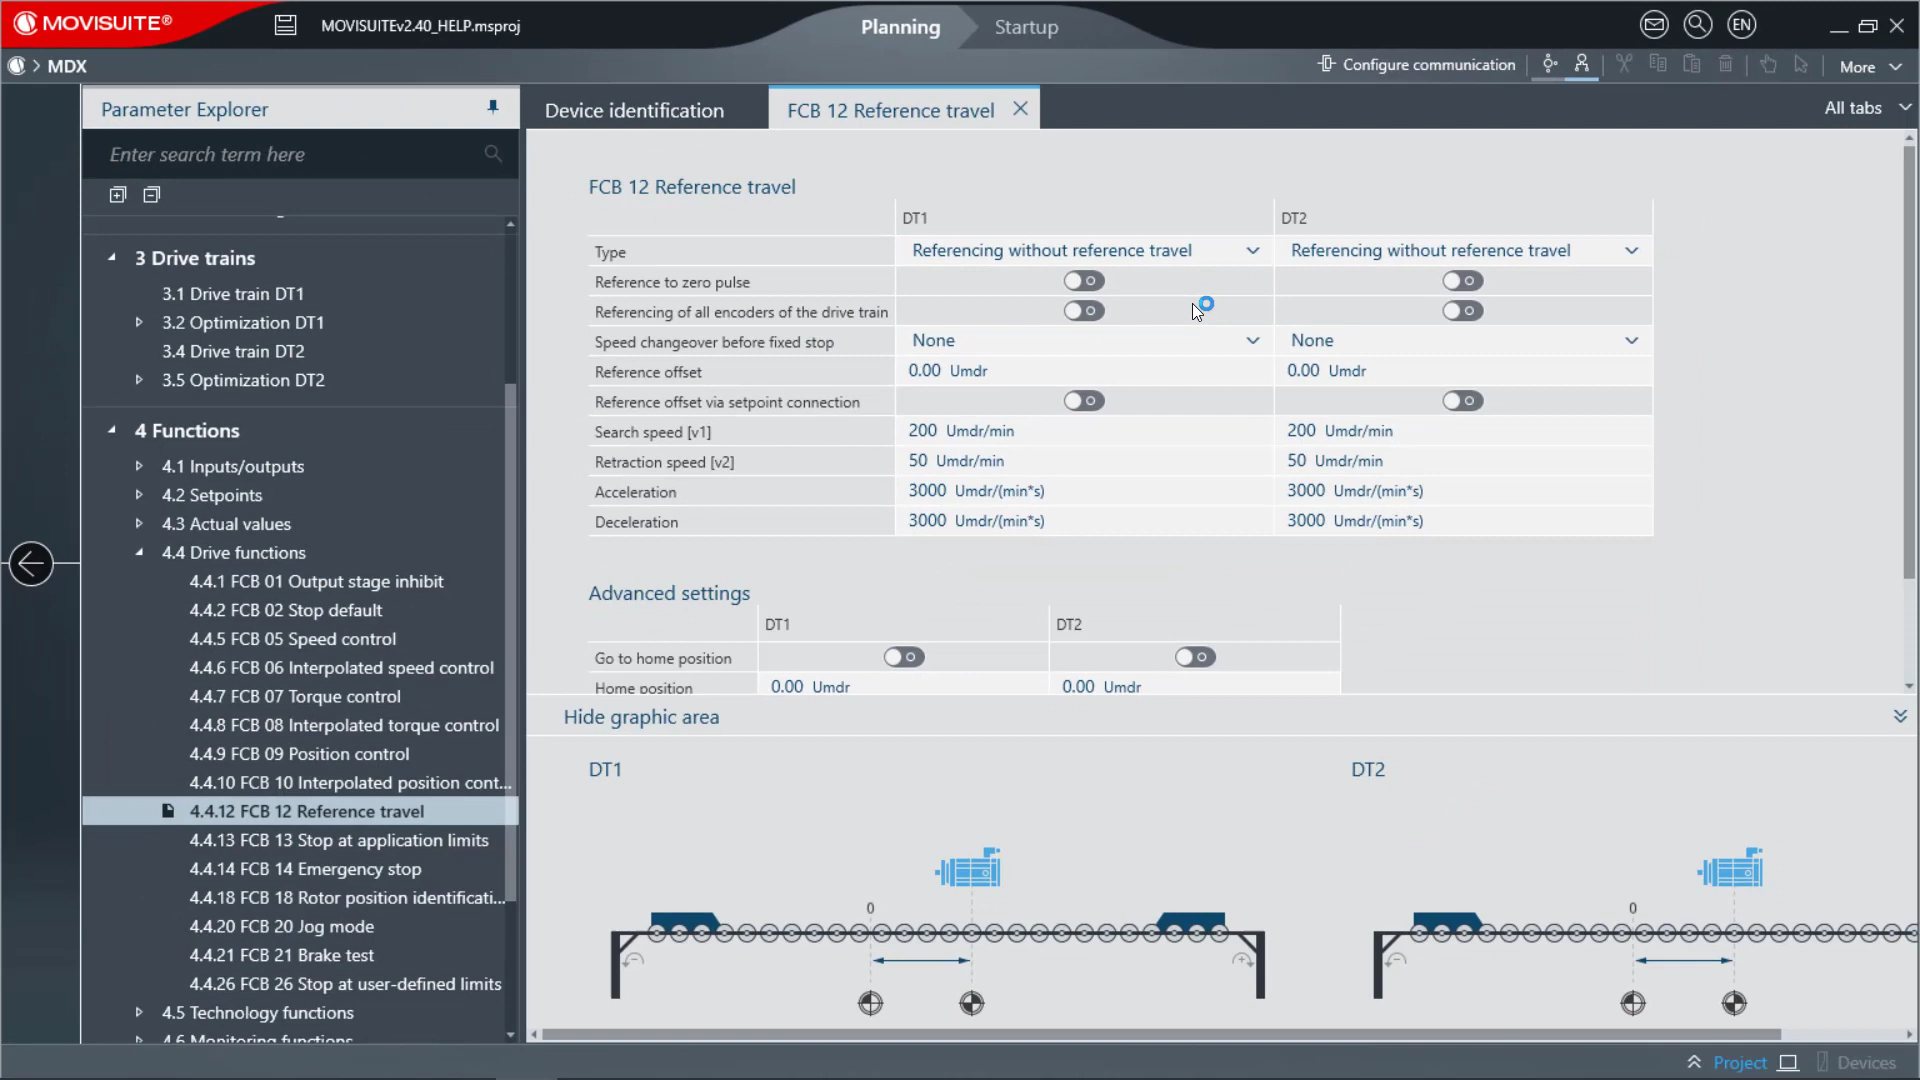 MOVISUITE®
MOVISUITEv2.40_HELP.msproj
Planning
Startup
EN
MDX
Configure communication
More
Parameter Explorer
Device identification
FCB 12 Reference travel
All tabs
Enter search term here
3 Drive trains
3.1 Drive train DT1
3.2 Optimization DT1
3.4 Drive train DT2
3.5 Optimization DT2
4 Functions
4.1 Inputs/outputs
4.2 Setpoints
4.3 Actual values
4.4 Drive functions
4.4.1 FCB 01 Output stage inhibit
4.4.2 FCB 02 Stop default
4.4.5 FCB 05 Speed control
4.4.6 FCB 06 Interpolated speed control
4.4.7 FCB 07 Torque control
4.4.8 FCB 08 Interpolated torque control
4.4.9 FCB 09 Position control
4.4.10 FCB 10 Interpolated position cont...
4.4.12 FCB 12 Reference travel
4.4.13 FCB 13 Stop at application limits
4.4.14 FCB 14 Emergency stop
4.4.18 FCB 18 Rotor position identificati...
4.4.20 FCB 20 Jog mode
4.4.21 FCB 21 Brake test
4.4.26 FCB 26 Stop at user-defined limits
4.5 Technology functions
4.6 Monitoring functions
FCB 12 Reference travel
DT1 DT2
Type Referencing without reference travel Referencing without reference travel
Reference to zero pulse
Referencing of all encoders of the drive train
Speed changeover before fixed stop None None
Reference offset 0.00 Umdr 0.00 Umdr
Reference offset via setpoint connection
Search speed [v1] 200 Umdr/min 200 Umdr/min
Retraction speed [v2] 50 Umdr/min 50 Umdr/min
Acceleration 3000 Umdr/(min*s) 3000 Umdr/(min*s)
Deceleration 3000 Umdr/(min*s) 3000 Umdr/(min*s)
Advanced settings
DT1 DT2
Go to home position
Home position 0.00 Umdr 0.00 Umdr
Hide graphic area
DT1 DT2
0 0
Project Devices